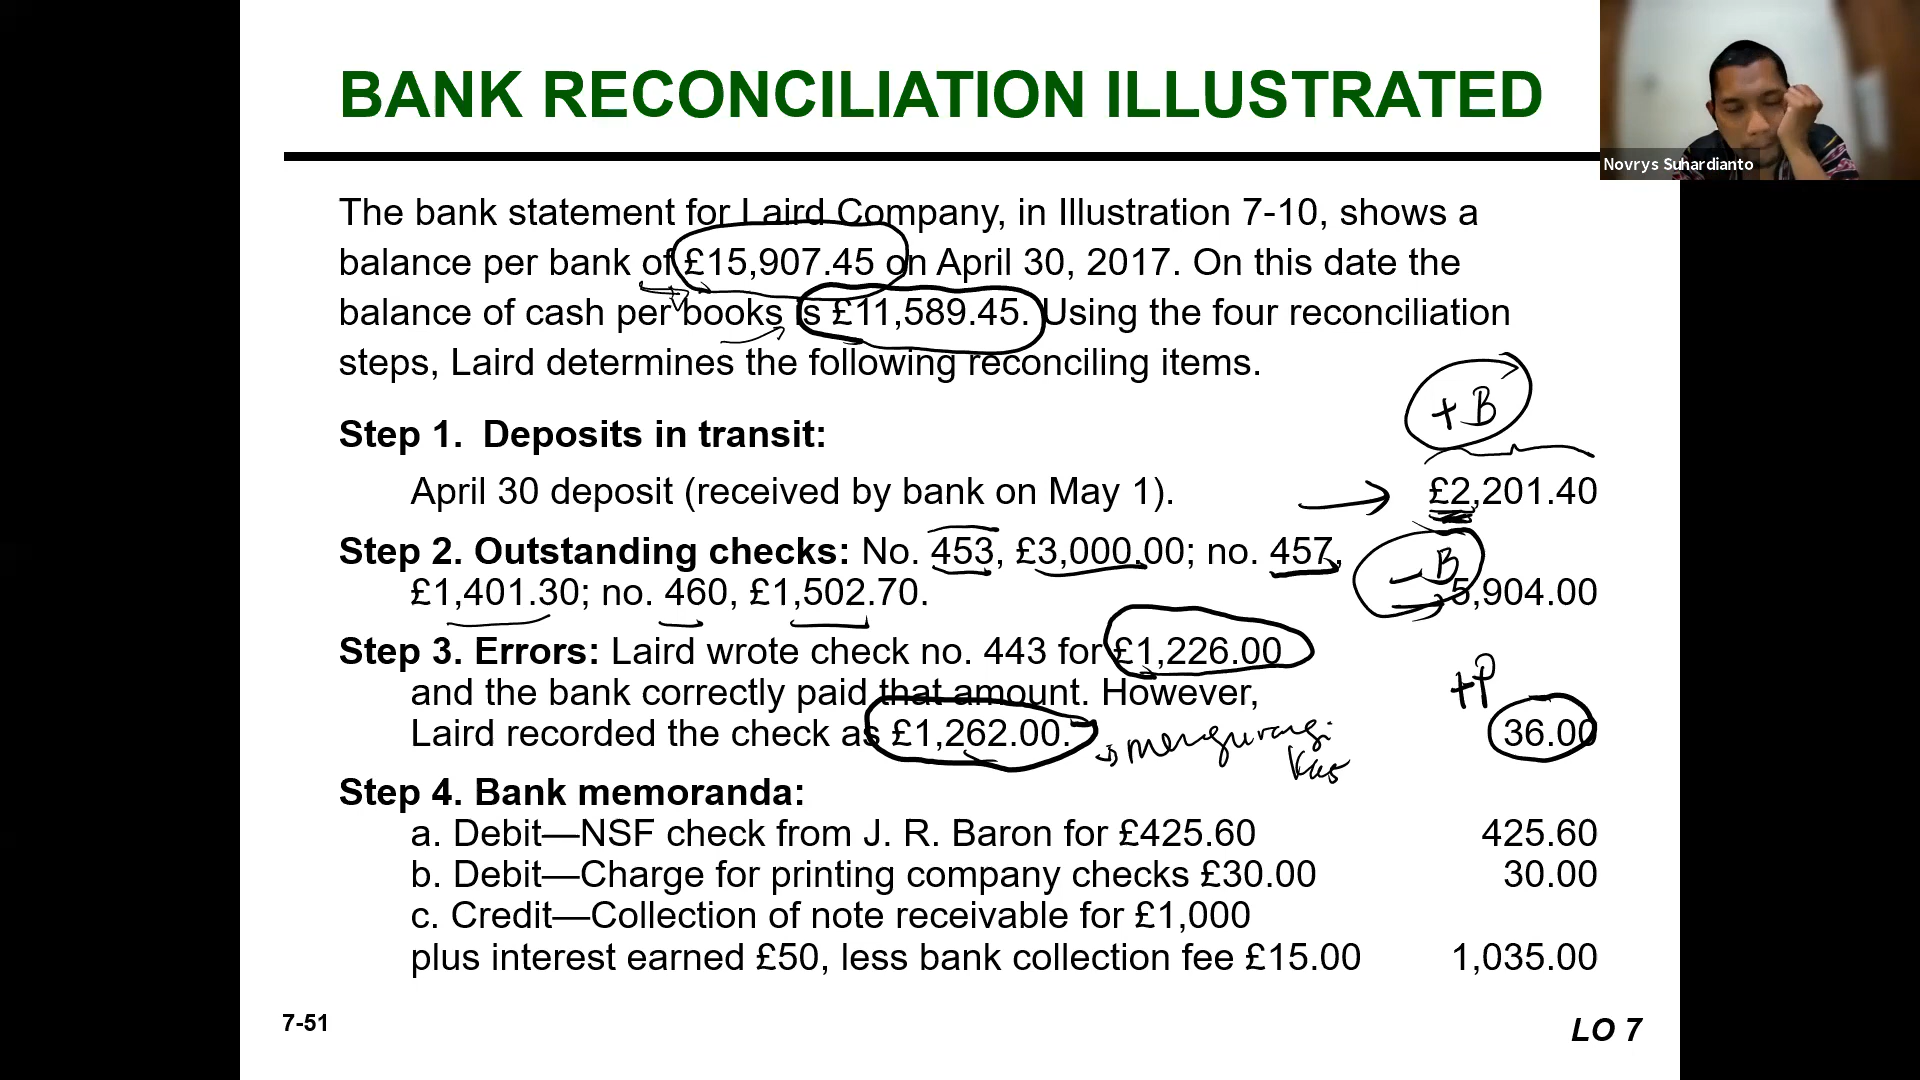 BANK RECONCILIATION ILLUSTRATED
Novrys Suhardianto
The bank statement for Laird Company, in Illustration 7-10, shows a
balance per bank of £15,907.45 on April 30, 2017. On this date the
balance of cash per books is £11,589.45. Using the four reconciliation
steps, Laird determines the following reconciling items.
+ B
Step 1. Deposits in transit:
April 30 deposit (received by bank on May 1). £2,201.40
Step 2. Outstanding checks: No. 453, £3,000.00; no. 457,
- B
£1,401.30; no. 460, £1,502.70. 5,904.00
Step 3. Errors: Laird wrote check no. 443 for £1,226.00
and the bank correctly paid that amount. However,
+P
Laird recorded the check as £1,262.00. 36.00
mengurangi
kas
Step 4. Bank memoranda:
a. Debit—NSF check from J. R. Baron for £425.60 425.60
b. Debit—Charge for printing company checks £30.00 30.00
c. Credit—Collection of note receivable for £1,000
plus interest earned £50, less bank collection fee £15.00 1,035.00
7-51
LO 7